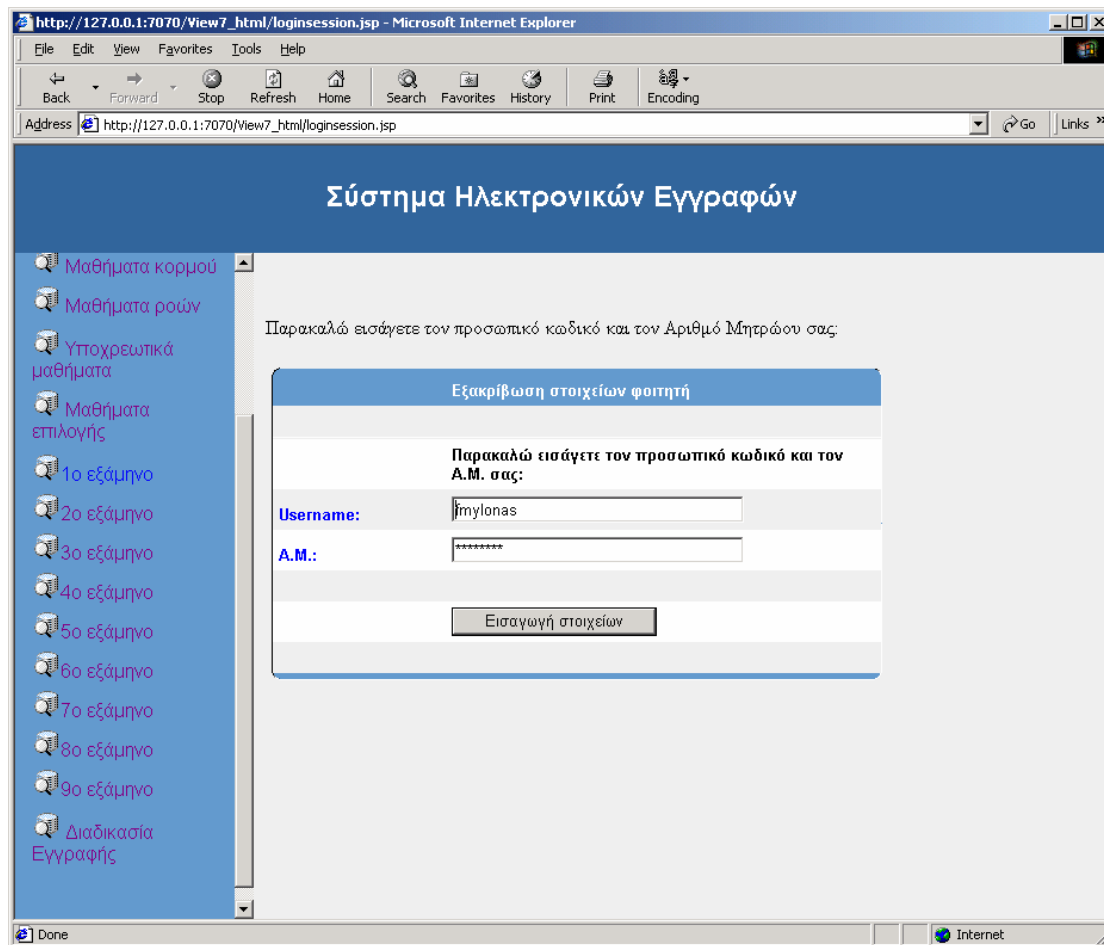 http://127.0.0.1:7070/View7_html/loginsession.jsp - Microsoft Internet Explorer
File Edit View Favorites Tools Help
Back Forward Stop Refresh Home Search Favorites History Print Encoding
Address http://127.0.0.1:7070/View7_html/loginsession.jsp Go Links »
Σύστημα Ηλεκτρονικών Εγγραφών
Μαθήματα κορμού
Μαθήματα ροών
Υποχρεωτικά
μαθήματα
Μαθήματα
επιλογής
1ο εξάμηνο
2ο εξάμηνο
3ο εξάμηνο
4ο εξάμηνο
5ο εξάμηνο
6ο εξάμηνο
7ο εξάμηνο
8ο εξάμηνο
9ο εξάμηνο
Διαδικασία
Εγγραφής
Παρακαλώ εισάγετε τον προσωπικό κωδικό και τον Αριθμό Μητρώου σας:
Εξακρίβωση στοιχείων φοιτητή
Παρακαλώ εισάγετε τον προσωπικό κωδικό και τον
Α.Μ. σας:
Username: fmylonas
Α.Μ.: ********
Εισαγωγή στοιχείων
Done Internet